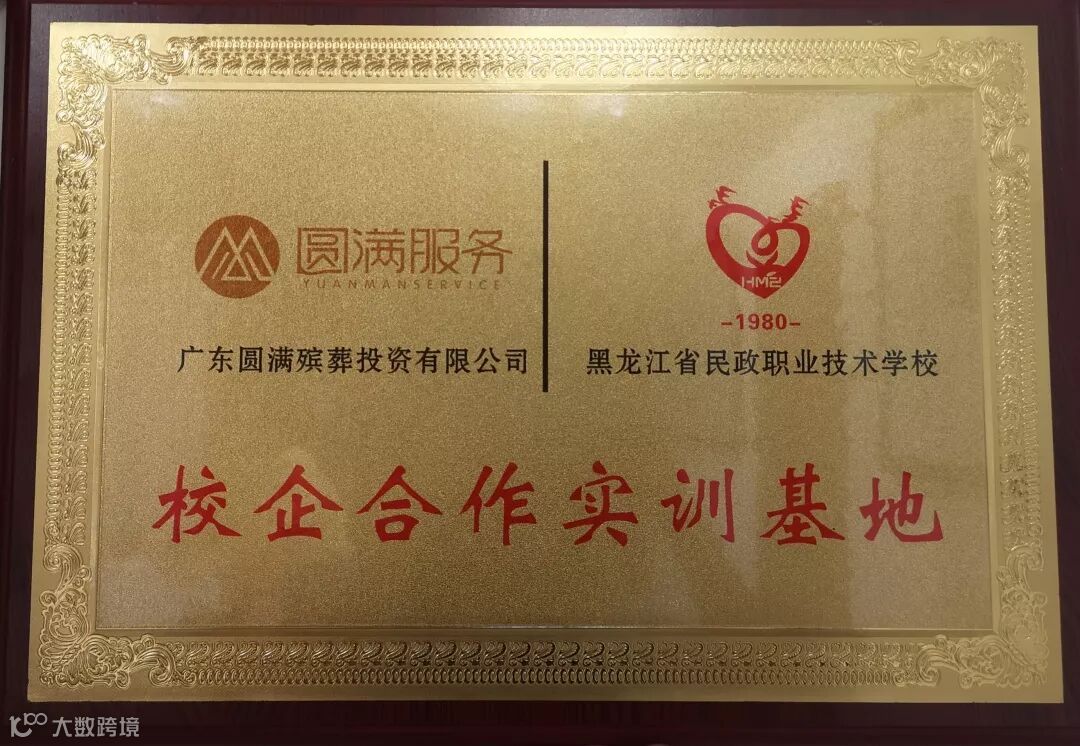 圆满服务
YUANMANSERVICE
广东圆满殡葬投资有限公司
HMZ
-1980-
黑龙江省民政职业技术学校
校企合作实训基地
大数跨境